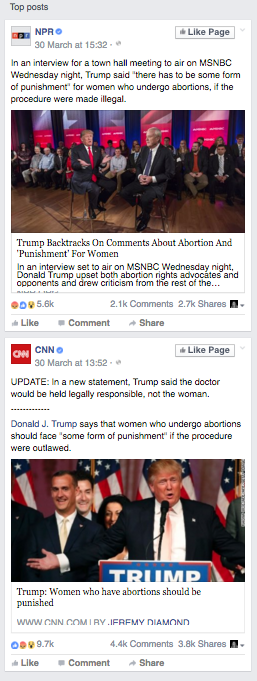 Top posts
NPR
Like Page
30 March at 15:32 ·
In an interview for a town hall meeting to air on MSNBC
Wednesday night, Trump said "there has to be some form
of punishment" for women who undergo abortions, if the
procedure were made illegal.
Trump Backtracks On Comments About Abortion And
'Punishment' For Women
In an interview set to air on MSNBC Wednesday night,
Donald Trump upset both abortion rights advocates and
opponents and drew criticism from the rest of the…
5.6k
2.1k Comments 2.7k Shares
Like Comment Share
CNN
CNN
Like Page
30 March at 13:52 ·
UPDATE: In a new statement, Trump said the doctor
would be held legally responsible, not the woman.
-------------
Donald J. Trump says that women who undergo abortions
should face "some form of punishment" if the procedure
were outlawed.
TRUMP
Trump: Women who have abortions should be
punished
WWW.CNN.COM | BY JEREMY DIAMOND
9.7k
4.4k Comments 3.8k Shares
Like Comment Share